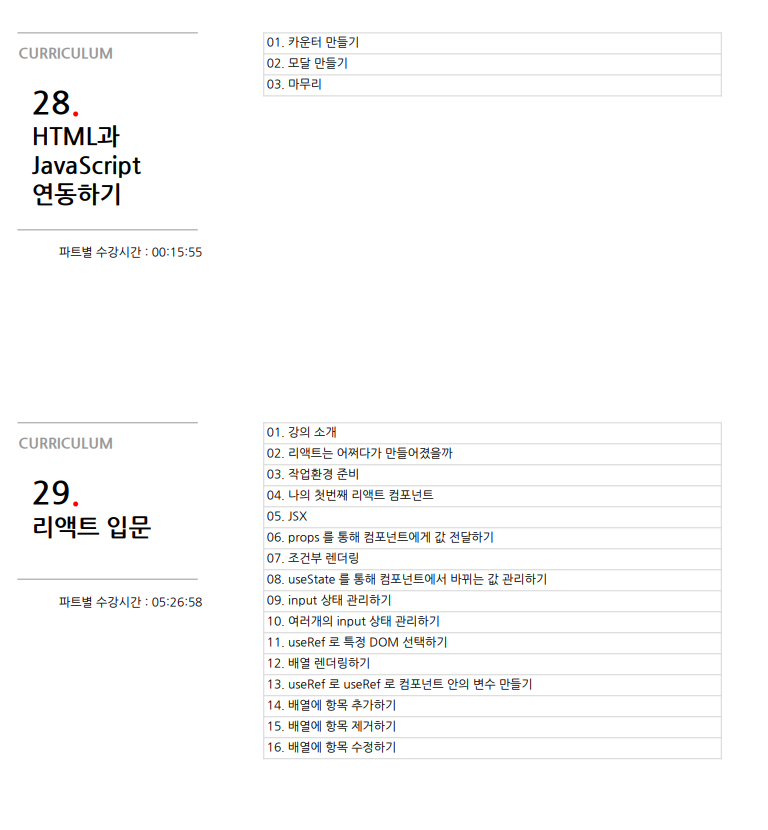 CURRICULUM
28.
HTML과
JavaScript
연동하기
파트별 수강시간 : 00:15:55
01. 카운터 만들기
02. 모달 만들기
03. 마무리
CURRICULUM
29.
리액트 입문
파트별 수강시간 : 05:26:58
01. 강의 소개
02. 리액트는 어쩌다가 만들어졌을까
03. 작업환경 준비
04. 나의 첫번째 리액트 컴포넌트
05. JSX
06. props 를 통해 컴포넌트에게 값 전달하기
07. 조건부 렌더링
08. useState 를 통해 컴포넌트에서 바뀌는 값 관리하기
09. input 상태 관리하기
10. 여러개의 input 상태 관리하기
11. useRef 로 특정 DOM 선택하기
12. 배열 렌더링하기
13. useRef 로 useRef 로 컴포넌트 안의 변수 만들기
14. 배열에 항목 추가하기
15. 배열에 항목 제거하기
16. 배열에 항목 수정하기